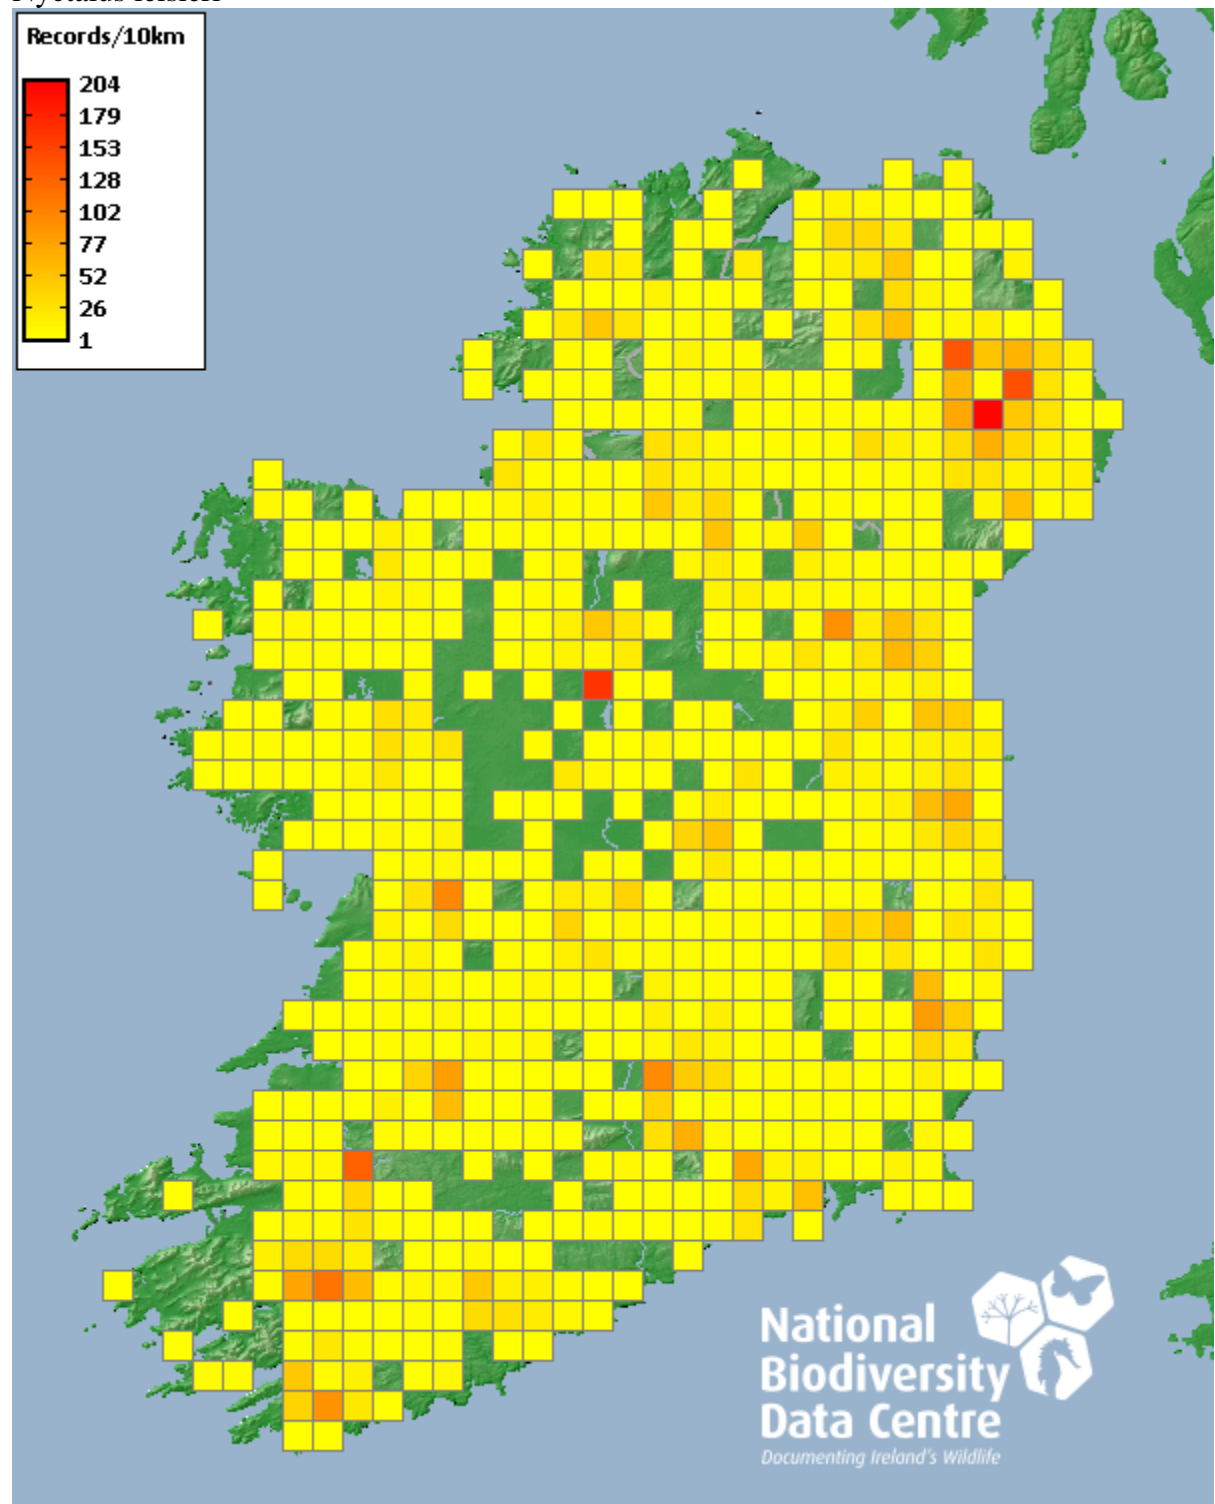 Records/10km
204
179
153
128
102
77
52
26
1
National
Biodiversity
Data Centre
Documenting Ireland's Wildlife